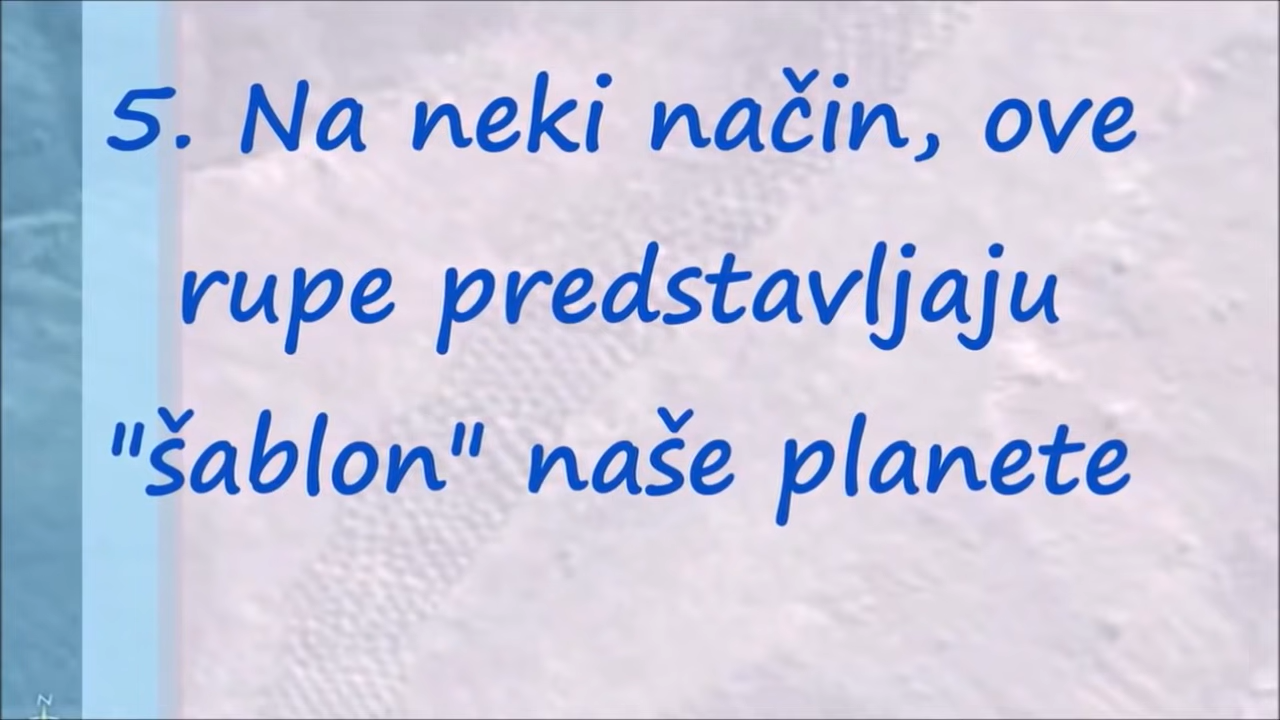 5. Na neki način, ove
rupe predstavljaju
"šablon" naše planete
N